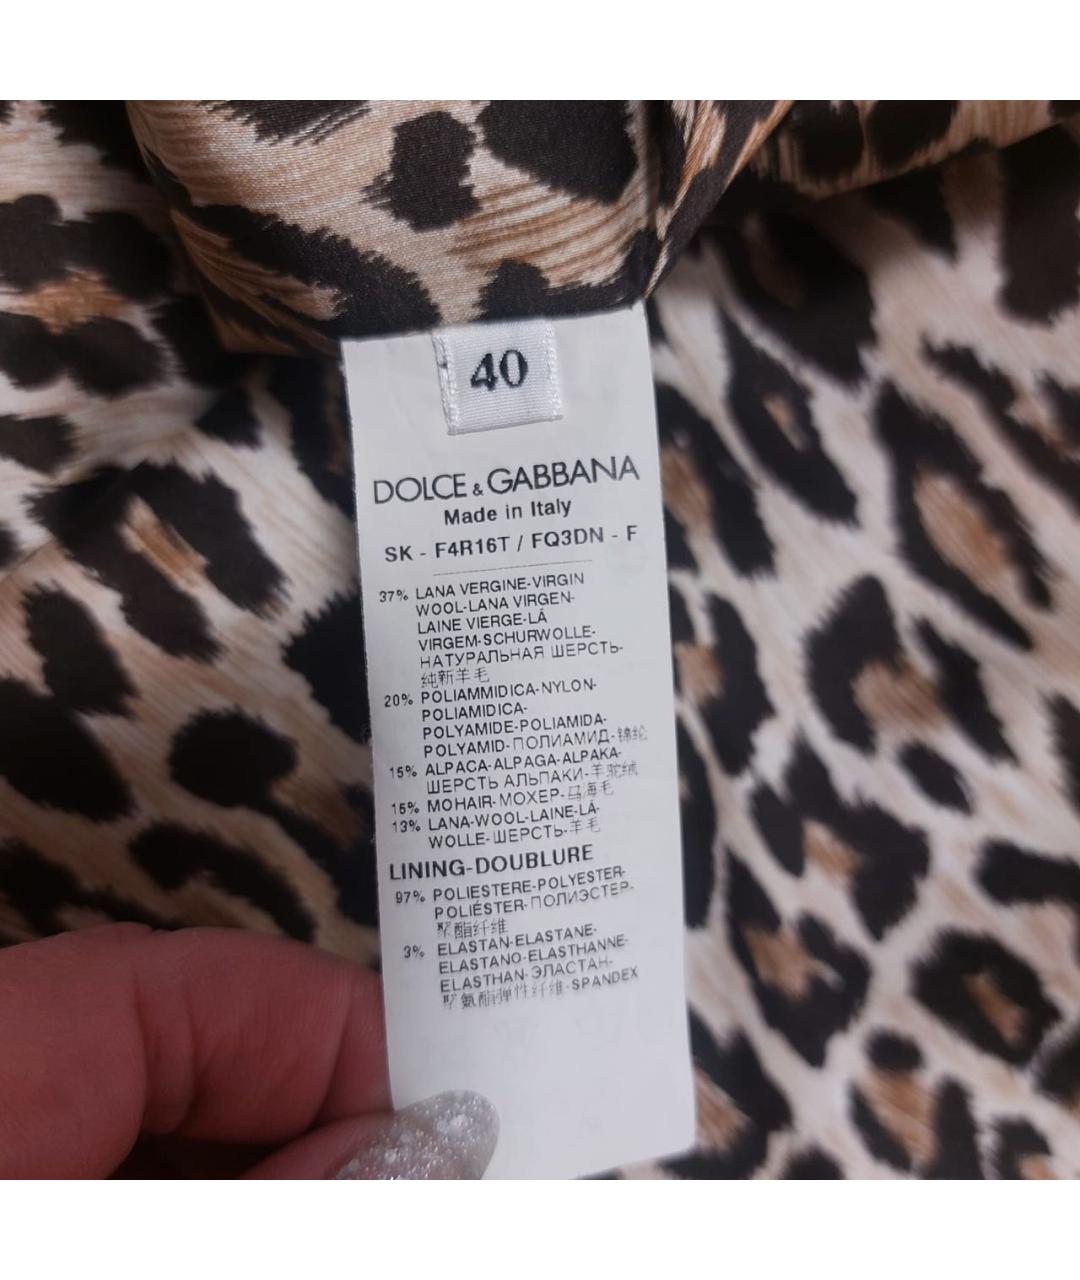 40
DOLCE & GABBANA
Made in Italy
SK - F4R16T / FQ3DN - F
37% LANA VERGINE-VIRGIN
WOOL-LANA VIRGEN-
LAINE VIERGE-LÁ
VIRGEM-SCHURWOLLE-
НАТУРАЛЬНАЯ ШЕРСТЬ-
纯新羊毛
20% POLIAMMIDICA-NYLON-
POLIAMIDICA-
POLYAMIDE-POLIAMIDA-
POLYAMID-ПОЛИАМИД-锦纶
15% ALPACA-ALPAGA-ALPAKA-
ШЕРСТЬ АЛЬПАКИ-羊驼绒
15% MOHAIR-МОХЕР-马海毛
13% LANA-WOOL-LAINE-LÁ-
WOLLE-ШЕРСТЬ-羊毛
LINING-DOUBLURE
97% POLIESTERE-POLYESTER-
POLIÉSTER-ПОЛИЭСТЕР-
聚酯纤维
3% ELASTAN-ELASTANE-
ELASTANO-ELASTHANNE-
ELASTHAN-ЭЛАСТАН-
聚氨酯弹性纤维-SPANDEX